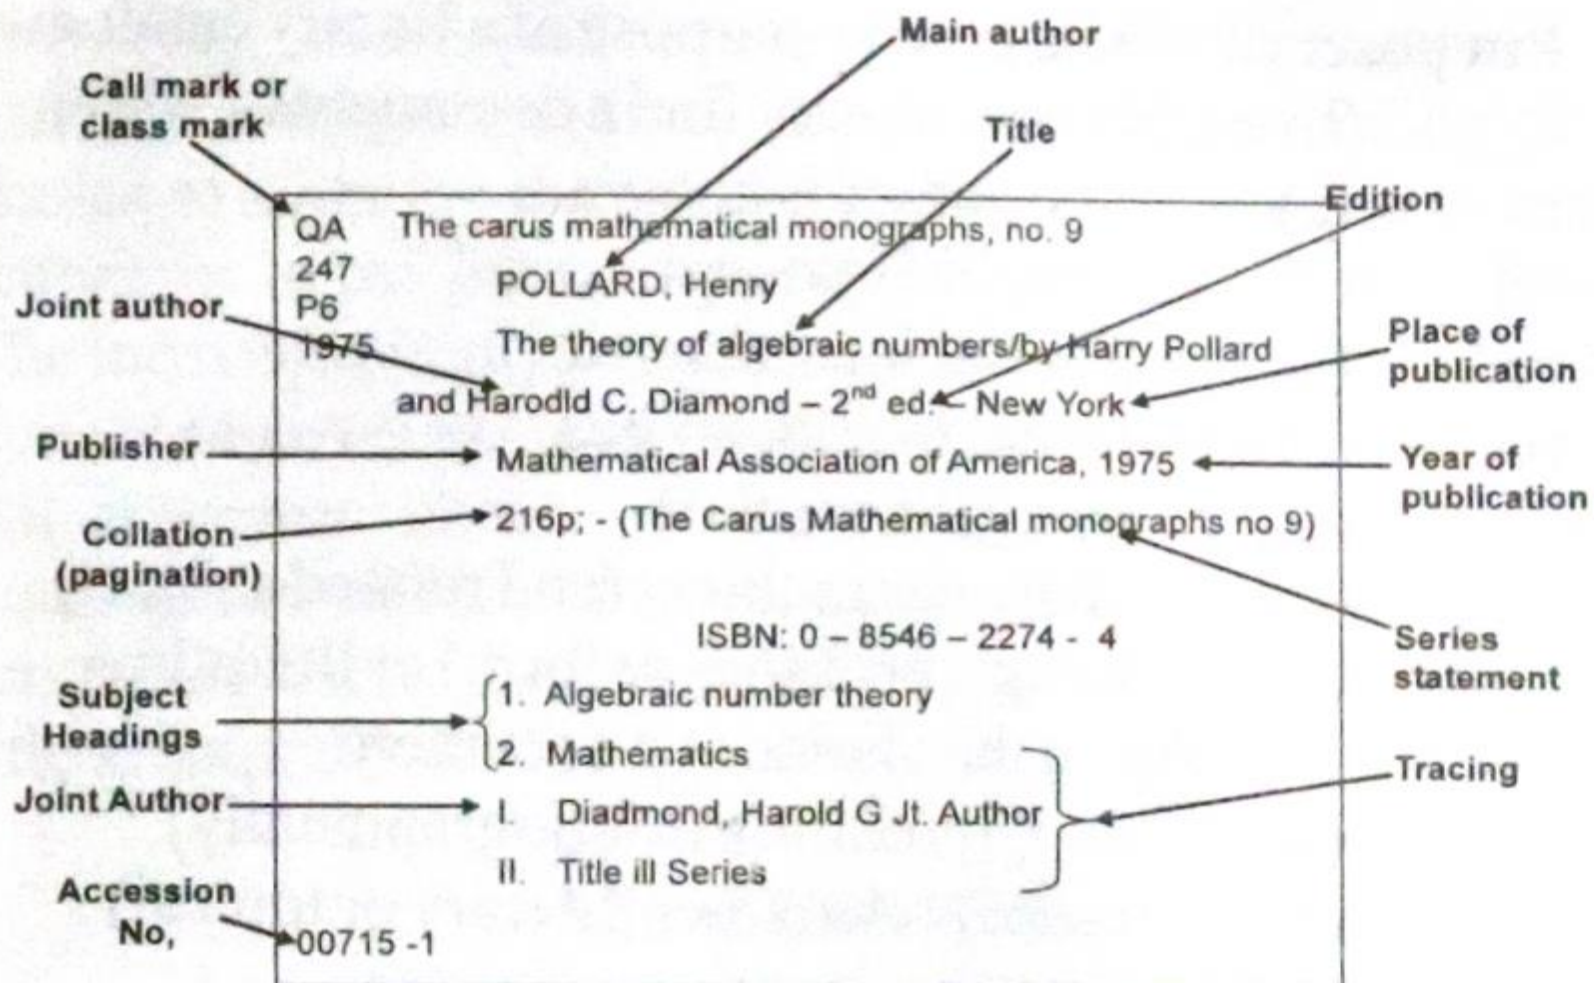 Main author
Call mark or
class mark
Title
Edition
QA The carus mathematical monographs, no. 9
247
POLLARD, Henry
P6
Joint author
1975 The theory of algebraic numbers/by Harry Pollard
Place of
publication
and Harodld C. Diamond – 2nd ed. – New York
Publisher
Mathematical Association of America, 1975
Year of
publication
Collation
(pagination)
216p; - (The Carus Mathematical monographs no 9)
ISBN: 0 – 8546 – 2274 - 4
Series
statement
Subject
Headings
1. Algebraic number theory
2. Mathematics
Tracing
Joint Author
I. Diadmond, Harold G Jt. Author
II. Title ill Series
Accession
No,
00715 -1